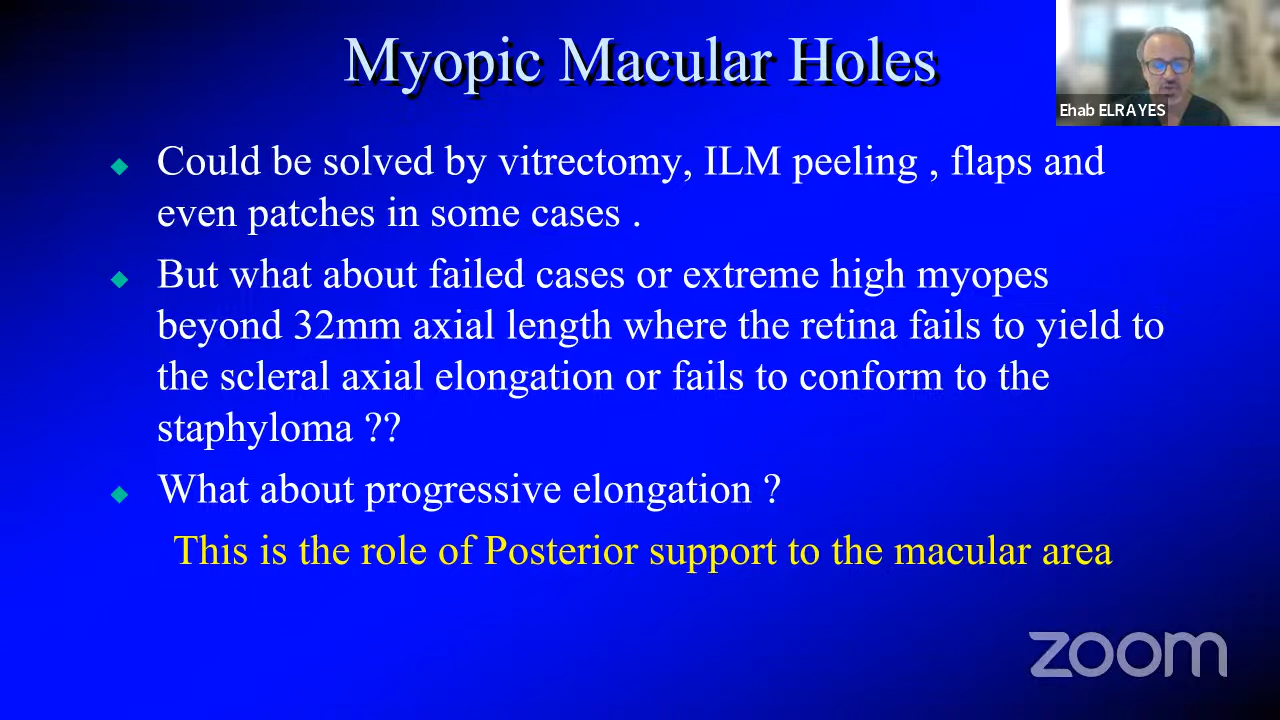 Myopic Macular Holes
Ehab ELRAYES
Could be solved by vitrectomy, ILM peeling , flaps and
even patches in some cases .
But what about failed cases or extreme high myopes
beyond 32mm axial length where the retina fails to yield to
the scleral axial elongation or fails to conform to the
staphyloma ??
What about progressive elongation ?
This is the role of Posterior support to the macular area
zoom